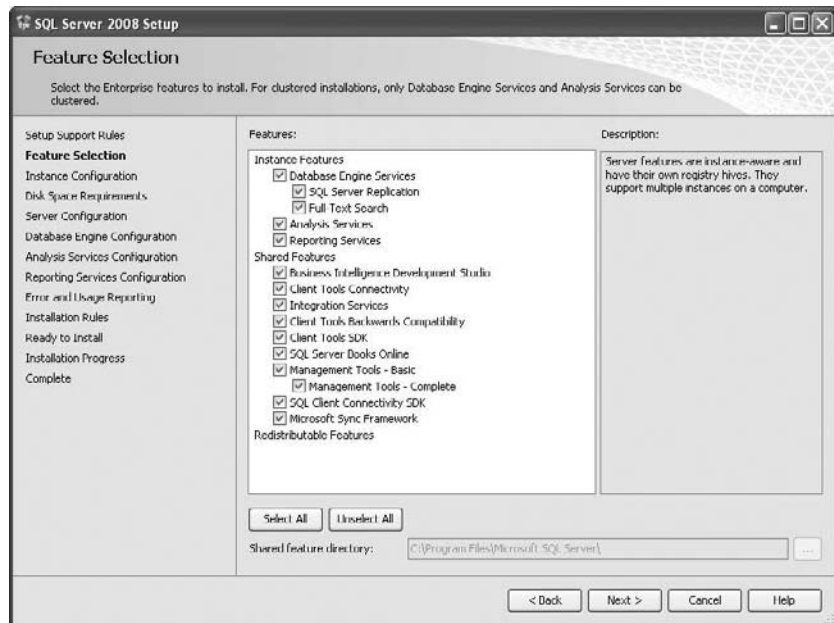 SQL Server 2008 Setup
Feature Selection
Select the Enterprise features to install. For clustered installations, only Database Engine Services and Analysis Services can be
clustered.
Setup Support Rules
Feature Selection
Instance Configuration
Disk Space Requirements
Server Configuration
Database Engine Configuration
Analysis Services Configuration
Reporting Services Configuration
Error and Usage Reporting
Installation Rules
Ready to Install
Installation Progress
Complete
Features:
Instance Features
Database Engine Services
SQL Server Replication
Full-Text Search
Analysis Services
Reporting Services
Shared Features
Business Intelligence Development Studio
Client Tools Connectivity
Integration Services
Client Tools Backwards Compatibility
Client Tools SDK
SQL Server Books Online
Management Tools - Basic
Management Tools - Complete
SQL Client Connectivity SDK
Microsoft Sync Framework
Redistributable Features
Description:
Server features are instance-aware and
have their own registry hives. They
support multiple instances on a computer.
Select All
Unselect All
Shared feature directory:
C:\Program Files\Microsoft SQL Server\
...
< Back
Next >
Cancel
Help